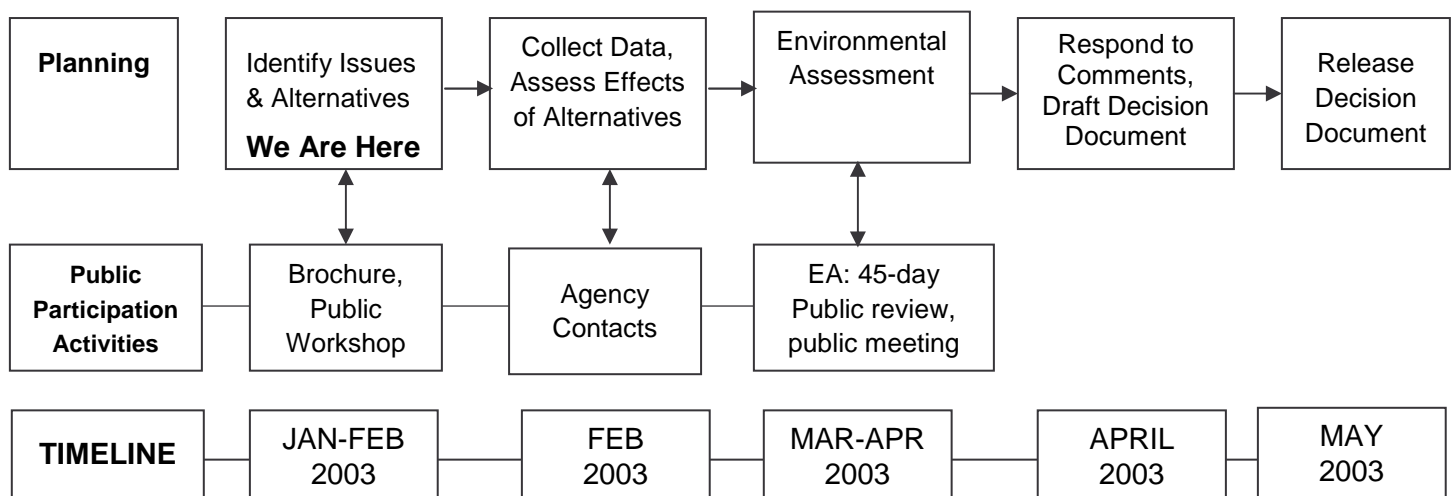 Planning
Identify Issues
& Alternatives
We Are Here
Collect Data,
Assess Effects
of Alternatives
Environmental
Assessment
Respond to
Comments,
Draft Decision
Document
Release
Decision
Document
Public
Participation
Activities
Brochure,
Public
Workshop
Agency
Contacts
EA: 45-day
Public review,
public meeting
TIMELINE
JAN-FEB
2003
FEB
2003
MAR-APR
2003
APRIL
2003
MAY
2003